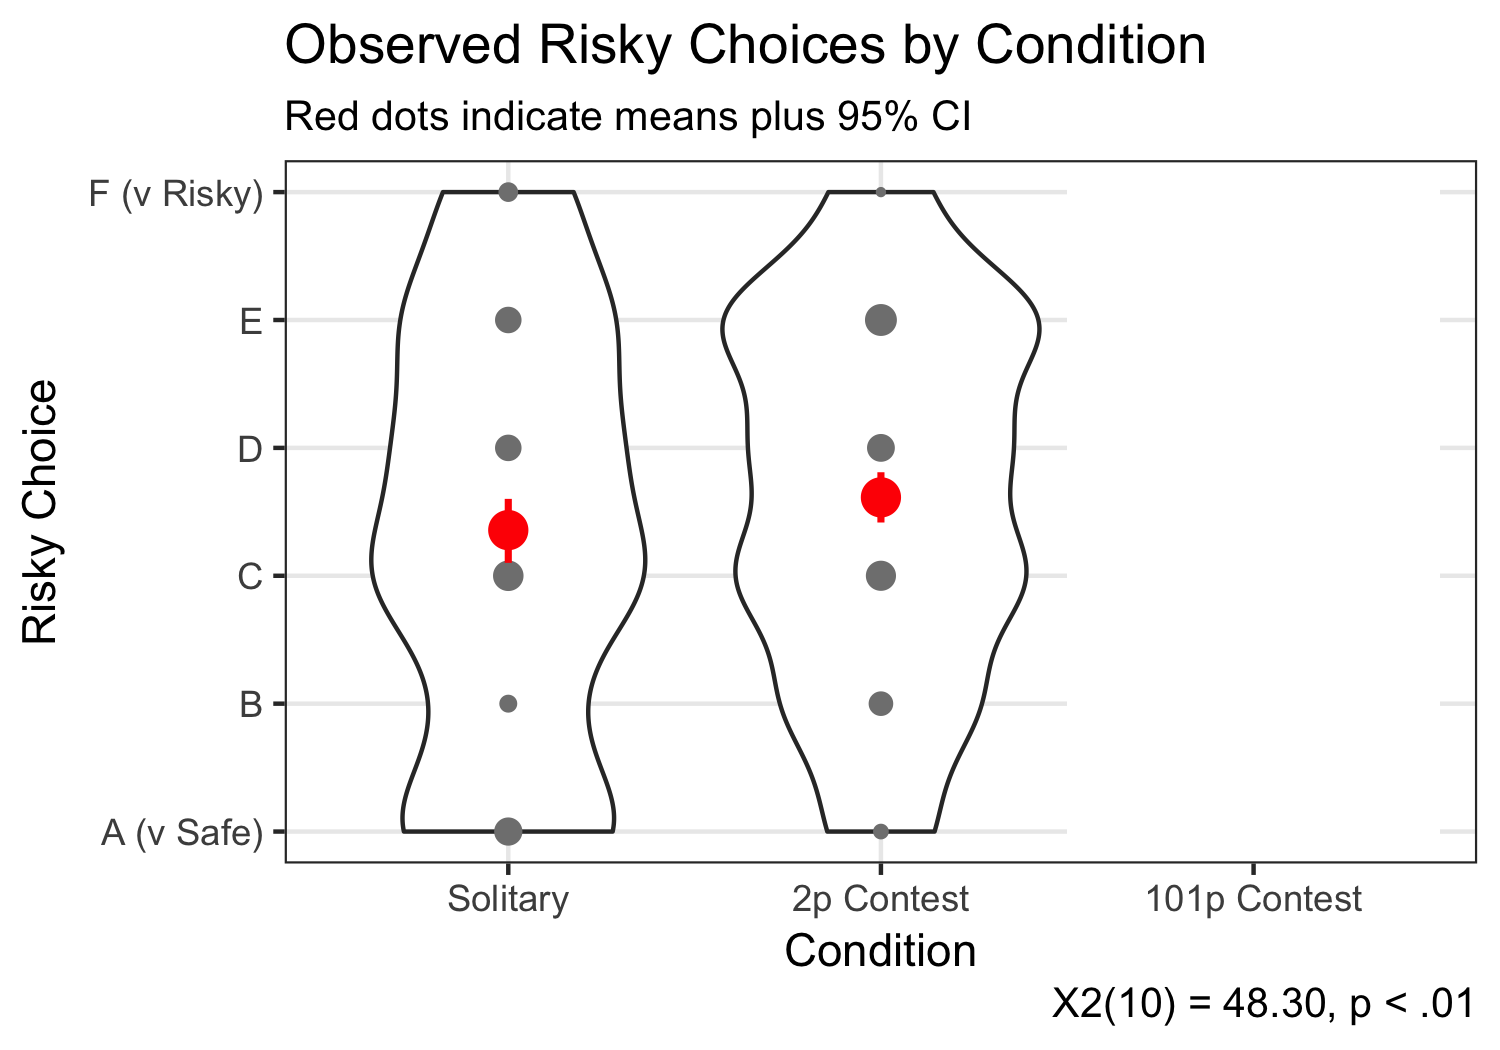 Observed Risky Choices by Condition
Red dots indicate means plus 95% CI
F (v Risky)
E
D
C
B
A (v Safe)
Risky Choice
Solitary
2p Contest
101p Contest
Condition
X2(10) = 48.30, p < .01